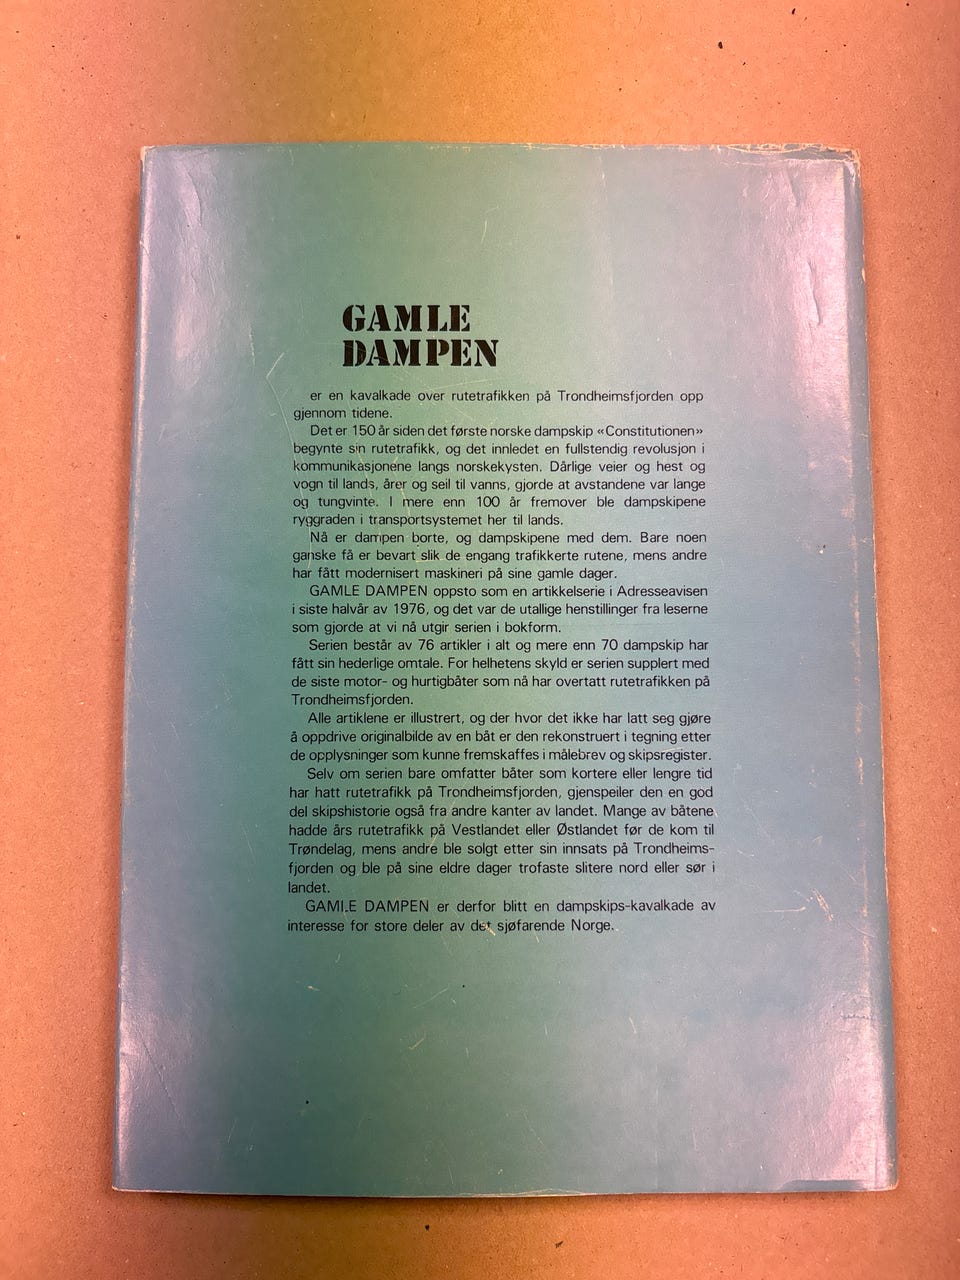 GAMLE
DAMPEN
er en kavalkade over rutetrafikken på Trondheimsfjorden opp
gjennom tidene.
Det er 150 år siden det første norske dampskip «Constitutionen»
begynte sin rutetrafikk, og det innledet en fullstendig revolusjon i
kommunikasjonene langs norskekysten. Dårlige veier og hest og
vogn til lands, årer og seil til vanns, gjorde at avstandene var lange
og tungvinte. I mere enn 100 år fremover ble dampskipene
ryggraden i transportsystemet her til lands.
Nå er dampen borte, og dampskipene med dem. Bare noen
ganske få er bevart slik de engang trafikkerte rutene, mens andre
har fått modernisert maskineri på sine gamle dager.
GAMLE DAMPEN oppsto som en artikkelserie i Adresseavisen
i siste halvår av 1976, og det var de utallige henstillinger fra leserne
som gjorde at vi nå utgir serien i bokform.
Serien består av 76 artikler i alt og mere enn 70 dampskip har
fått sin hederlige omtale. For helhetens skyld er serien supplert med
de siste motor- og hurtigbåter som nå har overtatt rutetrafikken på
Trondheimsfjorden.
Alle artiklene er illustrert, og der hvor det ikke har latt seg gjøre
å oppdrive originalbilde av en båt er den rekonstruert i tegning etter
de opplysninger som kunne fremskaffes i målebrev og skipsregister.
Selv om serien bare omfatter båter som kortere eller lengre tid
har hatt rutetrafikk på Trondheimsfjorden, gjenspeiler den en god
del skipshistorie også fra andre kanter av landet. Mange av båtene
hadde års rutetrafikk på Vestlandet eller Østlandet før de kom til
Trøndelag, mens andre ble solgt etter sin innsats på Trondheims-
fjorden og ble på sine eldre dager trofaste slitere nord eller sør i
landet.
GAMLE DAMPEN er derfor blitt en dampskips-kavalkade av
interesse for store deler av det sjøfarende Norge.